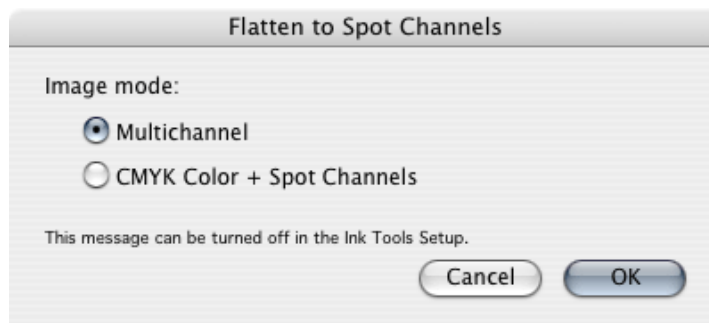 Flatten to Spot Channels
Image mode:
Multichannel
CMYK Color + Spot Channels
This message can be turned off in the Ink Tools Setup.
Cancel OK